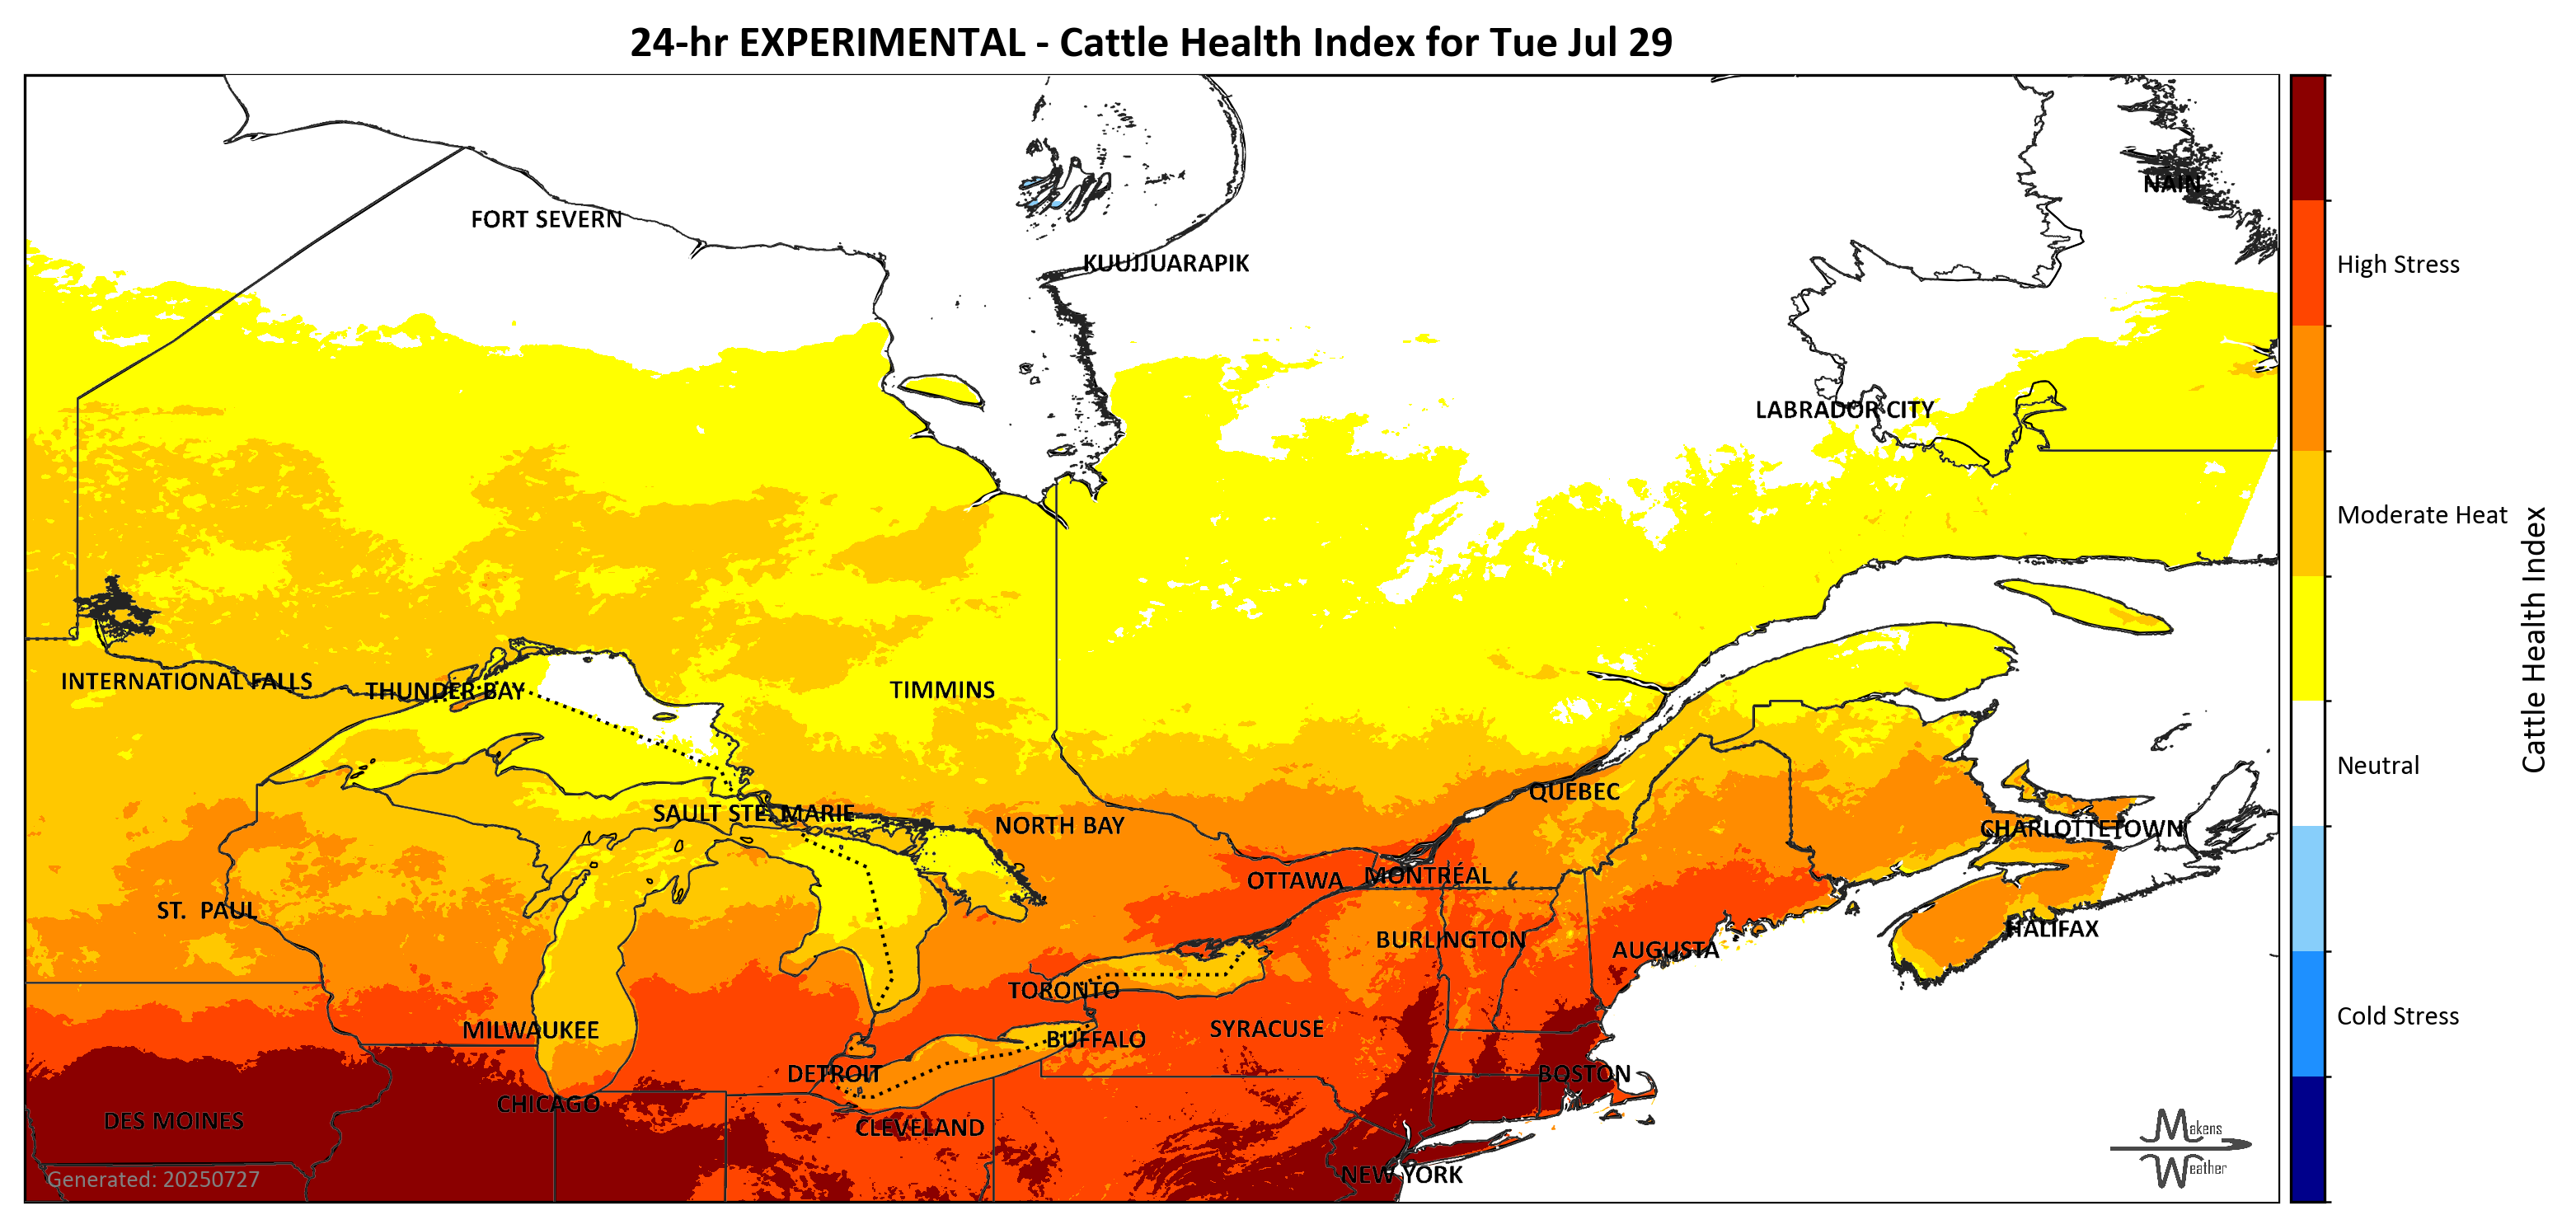 24-hr EXPERIMENTAL - Cattle Health Index for Tue Jul 29
NAIN
FORT SEVERN
KUUJJUARAPIK
High Stress
LABRADOR CITY
Moderate Heat
Cattle Health Index
INTERNATIONAL FALLS
THUNDER BAY
TIMMINS
Neutral
QUEBEC
SAULT STE. MARIE
NORTH BAY
CHARLOTTETOWN
OTTAWA
MONTRÉAL
ST. PAUL
HALIFAX
BURLINGTON
AUGUSTA
TORONTO
Cold Stress
MILWAUKEE
SYRACUSE
BUFFALO
DETROIT
BOSTON
CHICAGO
DES MOINES
CLEVELAND
Makens
Weather
NEW YORK
Generated: 20250727